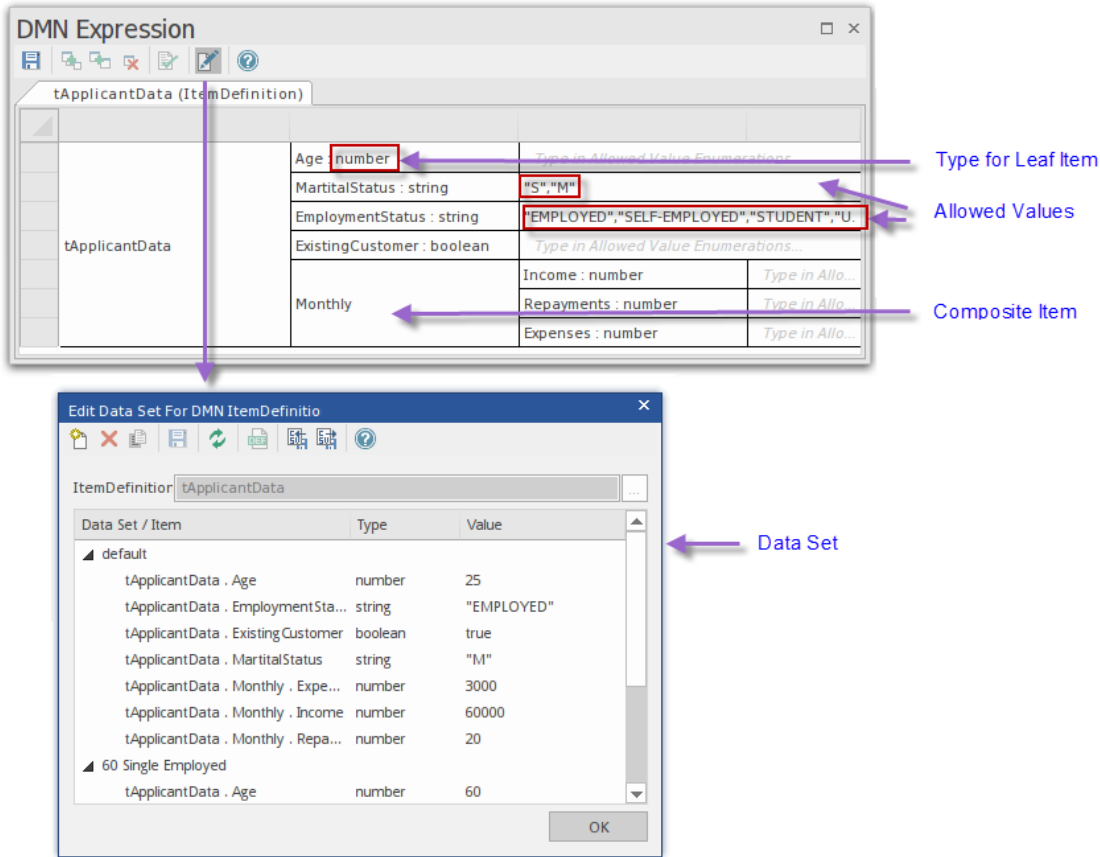 DMN Expression
tApplicantData (ItemDefinition)
Age : number Type in Allowed Value Enumerations... Type for Leaf Item
MartitalStatus : string "S","M"
Allowed Values
EmploymentStatus : string "EMPLOYED","SELF-EMPLOYED","STUDENT","U.
tApplicantData ExistingCustomer : boolean Type in Allowed Value Enumerations...
Income : number Type in Allo...
Monthly Repayments : number Type in Allo... Composite Item
Expenses : number Type in Allo...
Edit Data Set For DMN ItemDefinitio
ItemDefinition tApplicantData ...
Data Set / Item Type Value
Data Set
default
tApplicantData . Age number 25
tApplicantData . EmploymentSta... string "EMPLOYED"
tApplicantData . ExistingCustomer boolean true
tApplicantData . MartitalStatus string "M"
tApplicantData . Monthly . Expe... number 3000
tApplicantData . Monthly . Income number 60000
tApplicantData . Monthly . Repa... number 20
60 Single Employed
tApplicantData . Age number 60
OK